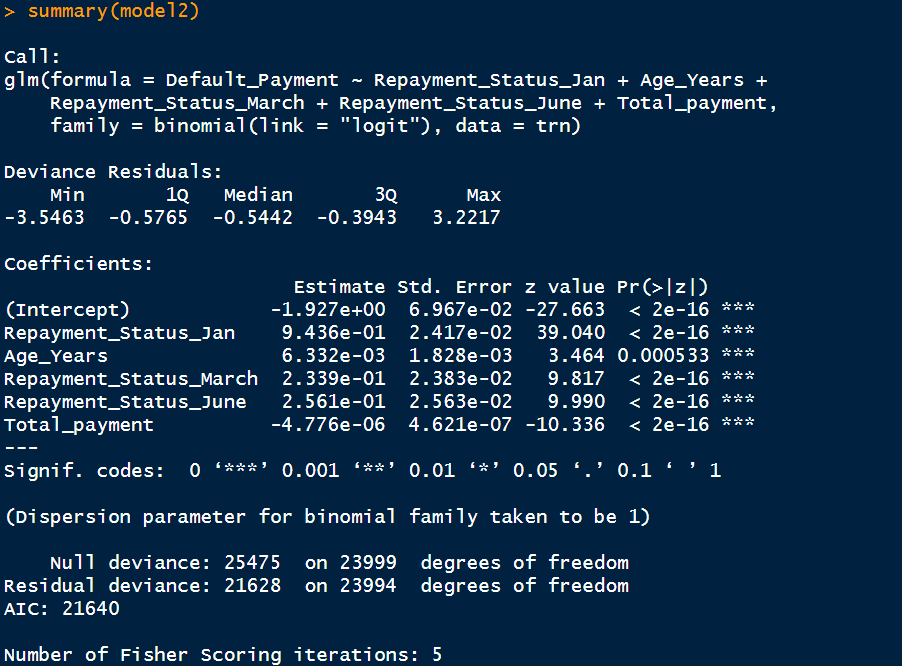 > summary(model2)
Call:
glm(formula = Default_Payment ~ Repayment_Status_Jan + Age_Years +
    Repayment_Status_March + Repayment_Status_June + Total_payment,
    family = binomial(link = "logit"), data = trn)
Deviance Residuals:
    Min       1Q   Median       3Q      Max
-3.5463  -0.5765  -0.5442  -0.3943   3.2217
Coefficients:
                         Estimate Std. Error z value Pr(>|z|)
(Intercept)            -1.927e+00  6.967e-02 -27.663  < 2e-16 ***
Repayment_Status_Jan    9.436e-01  2.417e-02  39.040  < 2e-16 ***
Age_Years               6.332e-03  1.828e-03   3.464 0.000533 ***
Repayment_Status_March  2.339e-01  2.383e-02   9.817  < 2e-16 ***
Repayment_Status_June   2.561e-01  2.563e-02   9.990  < 2e-16 ***
Total_payment          -4.776e-06  4.621e-07 -10.336  < 2e-16 ***
---
Signif. codes:  0 ‘***’ 0.001 ‘**’ 0.01 ‘*’ 0.05 ‘.’ 0.1 ‘ ’ 1
(Dispersion parameter for binomial family taken to be 1)
    Null deviance: 25475  on 23999  degrees of freedom
Residual deviance: 21628  on 23994  degrees of freedom
AIC: 21640
Number of Fisher Scoring iterations: 5